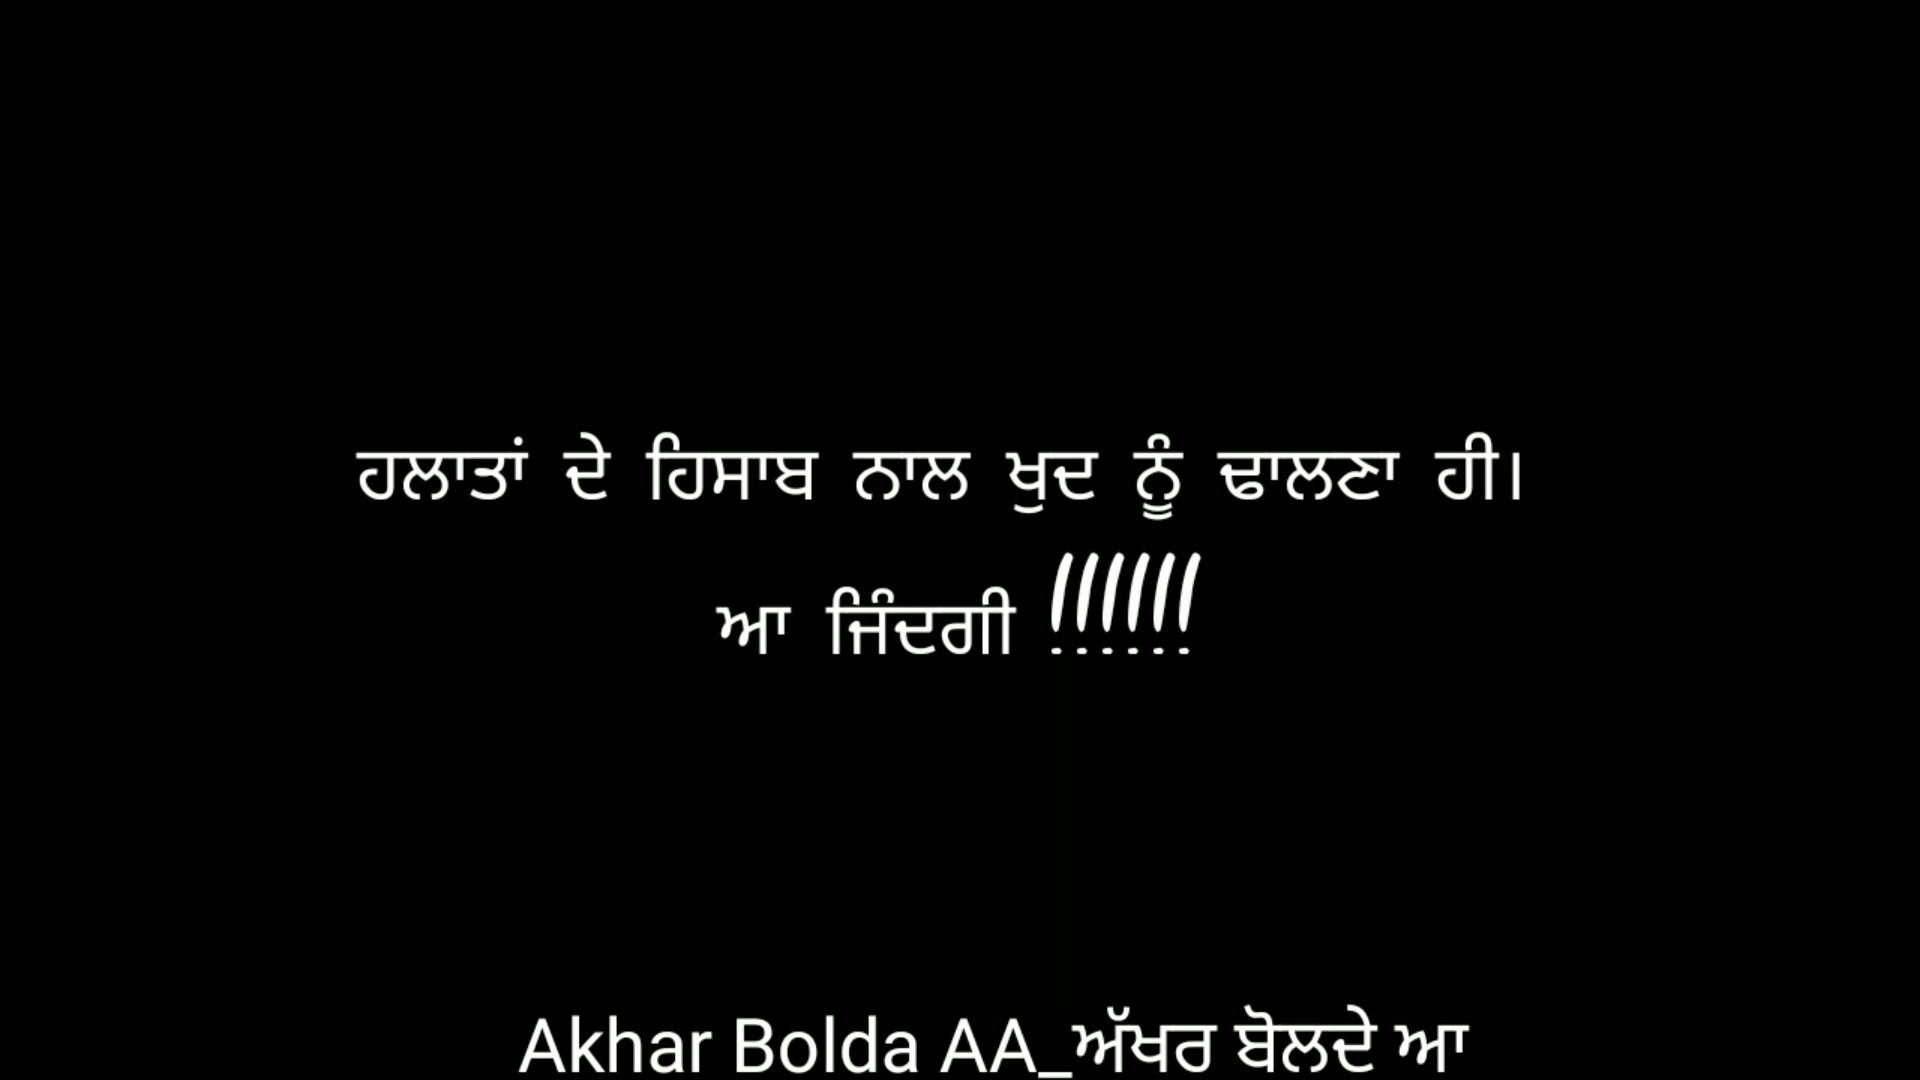 ਹਲਾਤਾਂ ਦੇ ਹਿਸਾਬ ਨਾਲ ਖੁਦ ਨੂੰ ਢਾਲਣਾ ਹੀ।
ਆ ਜਿੰਦਗੀ !!!!!!
Akhar Bolda AA_ਅੱਖਰ ਬੋਲਦੇ ਆ